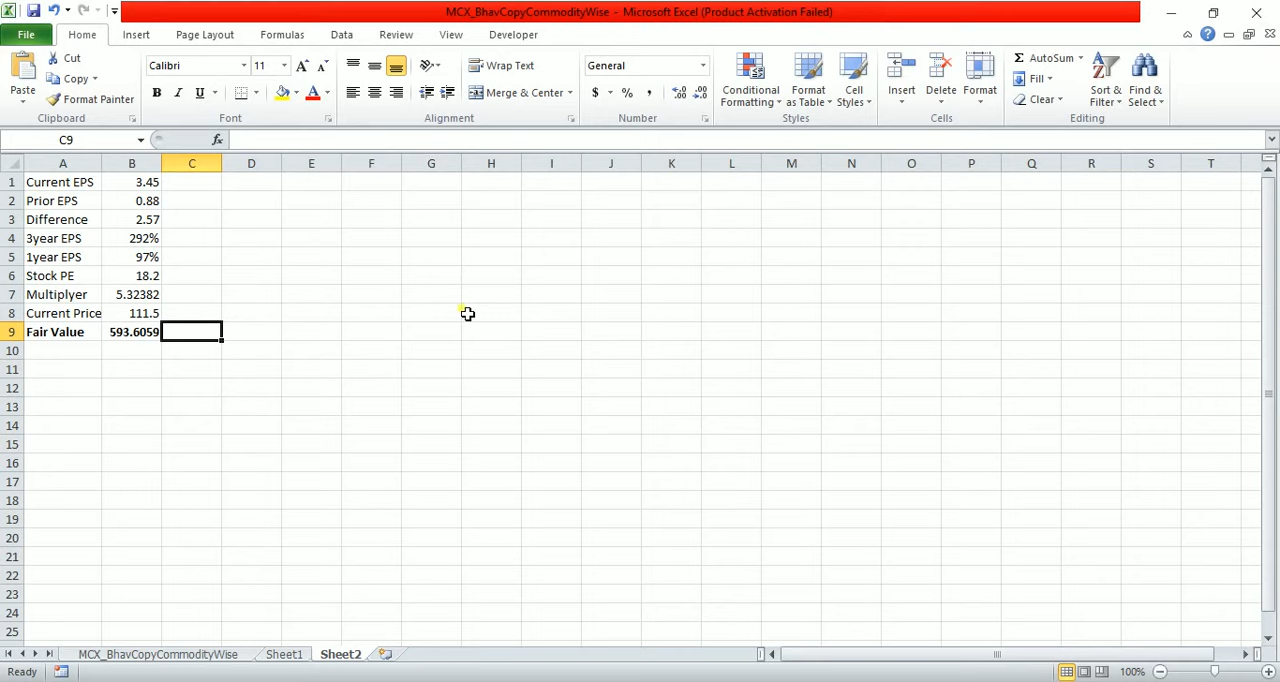 MCX_BhavCopyCommodityWise - Microsoft Excel (Product Activation Failed)
File Home Insert Page Layout Formulas Data Review View Developer
Paste
Cut
Copy
Format Painter
Clipboard
Calibri 11
B I U
Font
Wrap Text
Merge & Center
Alignment
General
$ % ,
Number
Conditional Formatting
Format as Table
Cell Styles
Styles
Insert Delete Format
Cells
Σ AutoSum
Fill
Clear
Sort & Filter
Find & Select
Editing
C9 fx
A B C D E F G H I J K L M N O P Q R S T
1 Current EPS 3.45
2 Prior EPS 0.88
3 Difference 2.57
4 3year EPS 292%
5 1year EPS 97%
6 Stock PE 18.2
7 Multiplyer 5.32382
8 Current Price 111.5
9 Fair Value 593.6059
10
11
12
13
14
15
16
17
18
19
20
21
22
23
24
25
MCX_BhavCopyCommodityWise Sheet1 Sheet2
Ready 100%